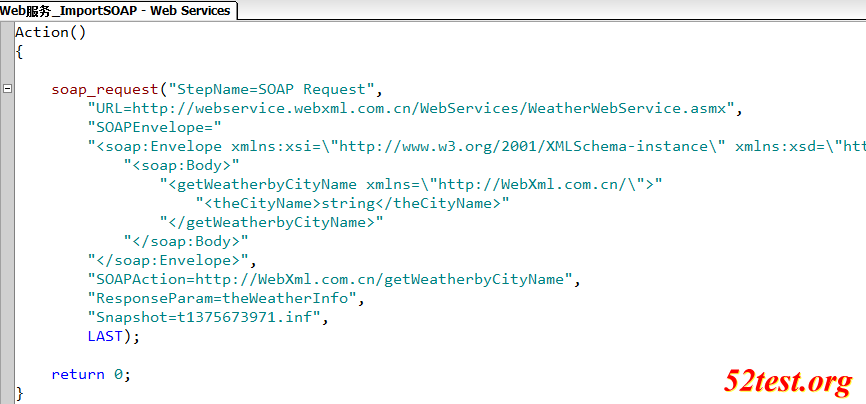 Web服务_ImportSOAP - Web Services
Action()
{
soap_request("StepName=SOAP Request",
"URL=http://webservice.webxml.com.cn/WebServices/WeatherWebService.asmx",
"SOAPEnvelope="
"<soap:Envelope xmlns:xsi=\"http://www.w3.org/2001/XMLSchema-instance\" xmlns:xsd=\"htt
"<soap:Body>"
"<getWeatherbyCityName xmlns=\"http://WebXml.com.cn/\">"
"<theCityName>string</theCityName>"
"</getWeatherbyCityName>"
"</soap:Body>"
"</soap:Envelope>",
"SOAPAction=http://WebXml.com.cn/getWeatherbyCityName",
"ResponseParam=theWeatherInfo",
"Snapshot=t1375673971.inf",
LAST);
return 0;
}
52test.org